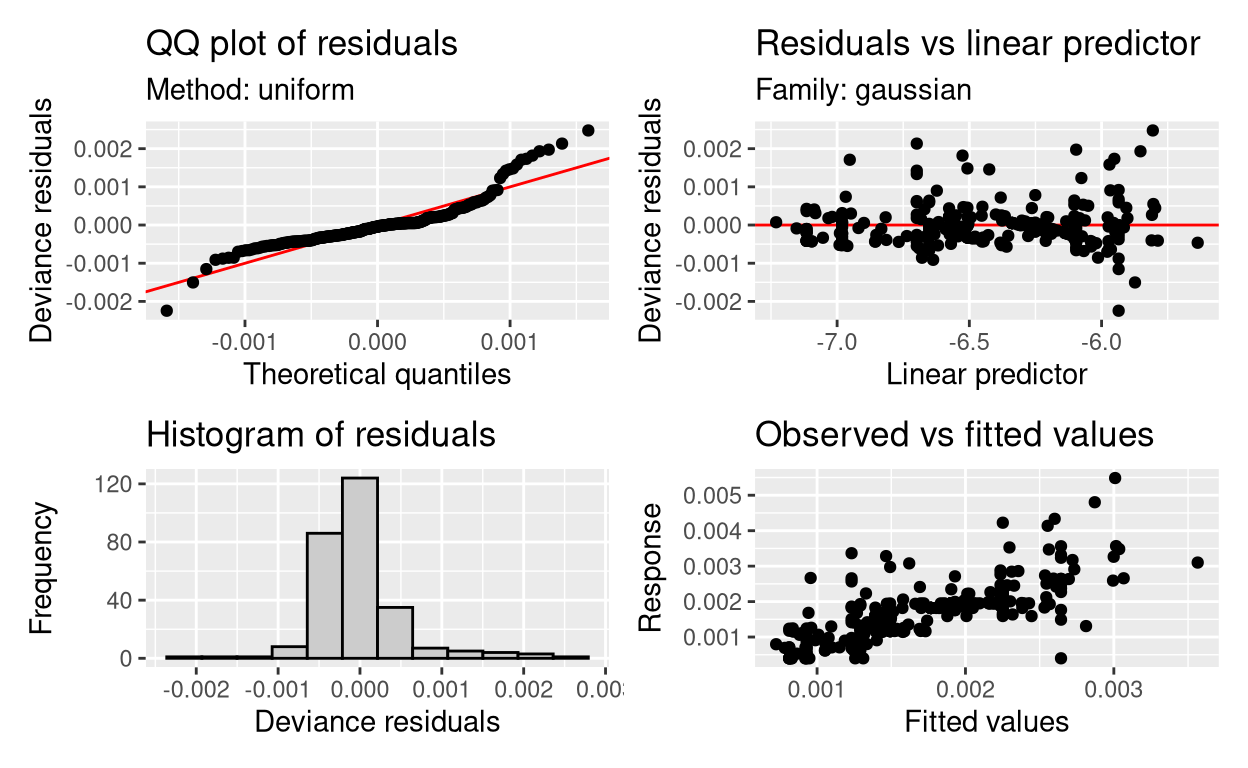 QQ plot of residuals
Method: uniform
Deviance residuals
0.002
0.001
0.000
-0.001
-0.002
-0.001 0.000 0.001
Theoretical quantiles
Residuals vs linear predictor
Family: gaussian
Deviance residuals
0.002
0.001
0.000
-0.001
-0.002
-7.0 -6.5 -6.0
Linear predictor
Histogram of residuals
Frequency
120
80
40
0
-0.002 -0.001 0.000 0.001 0.002
Deviance residuals
Observed vs fitted values
Response
0.005
0.004
0.003
0.002
0.001
0.001 0.002 0.003
Fitted values